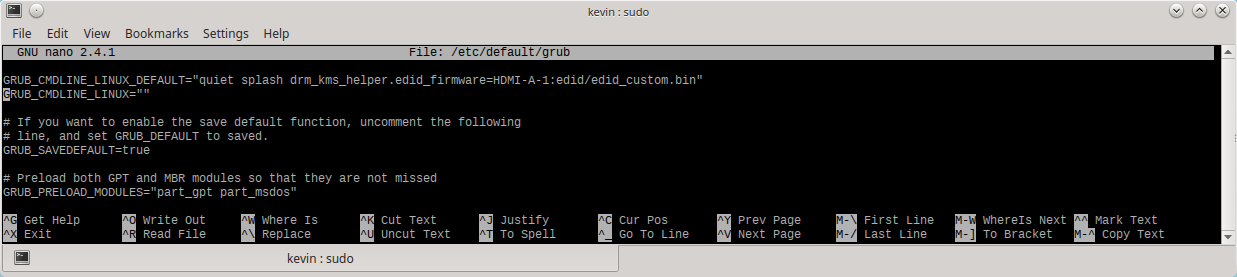 kevin : sudo
File Edit View Bookmarks Settings Help
GNU nano 2.4.1 File: /etc/default/grub
GRUB_CMDLINE_LINUX_DEFAULT="quiet splash drm_kms_helper.edid_firmware=HDMI-A-1:edid/edid_custom.bin"
GRUB_CMDLINE_LINUX=""
# If you want to enable the save default function, uncomment the following
# line, and set GRUB_DEFAULT to saved.
GRUB_SAVEDEFAULT=true
# Preload both GPT and MBR modules so that they are not missed
GRUB_PRELOAD_MODULES="part_gpt part_msdos"
^G Get Help ^O Write Out ^W Where Is ^K Cut Text ^J Justify ^C Cur Pos ^Y Prev Page M-\ First Line M-W WhereIs Next ^^ Mark Text
^X Exit ^R Read File ^\ Replace ^U Uncut Text ^T To Spell ^_ Go To Line ^V Next Page M-/ Last Line M-] To Bracket M-^ Copy Text
kevin : sudo